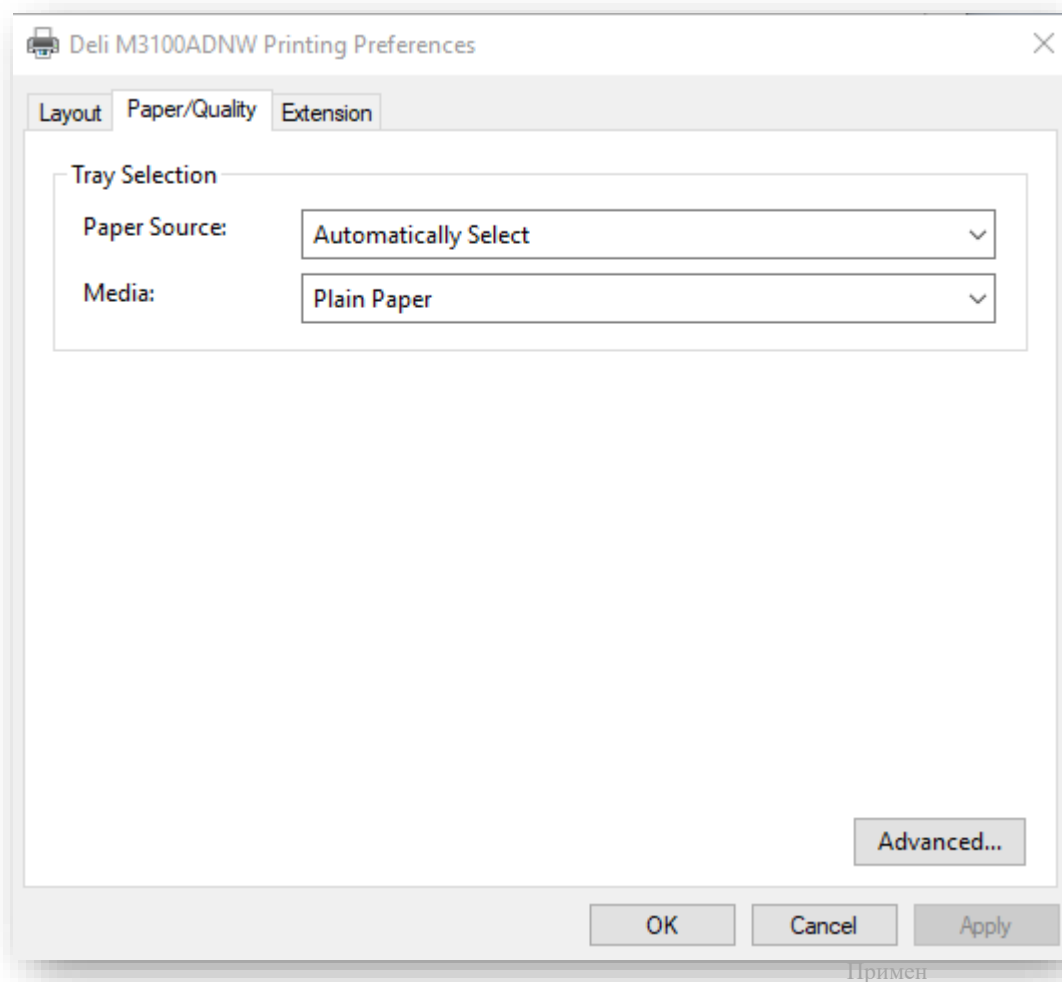 Deli M3100ADNW Printing Preferences
Layout Paper/Quality Extension
Tray Selection
Paper Source: Automatically Select
Media: Plain Paper
Advanced...
OK Cancel Apply
Примен